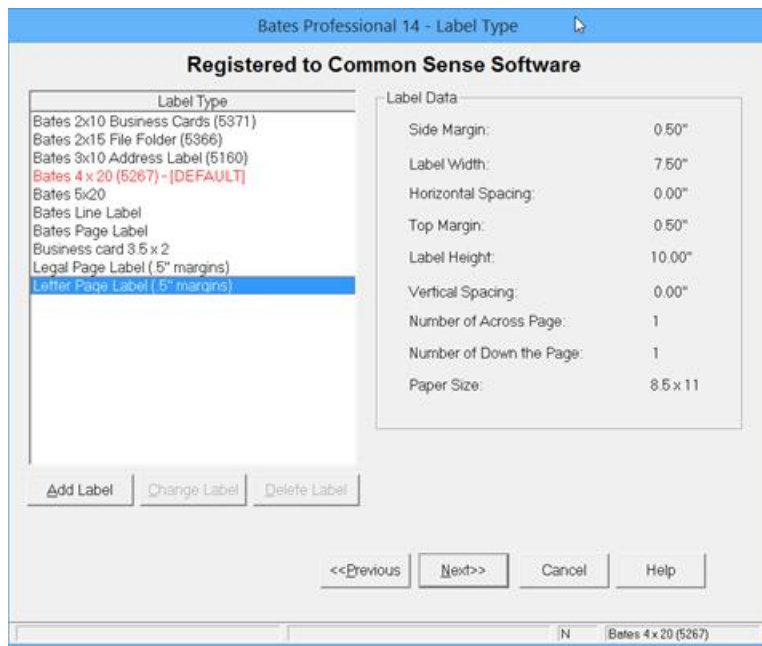 Bates Professional 14 - Label Type
Registered to Common Sense Software
Label Type
Bates 2x10 Business Cards (5371)
Bates 2x15 File Folder (5366)
Bates 3x10 Address Label (5160)
Bates 4 x 20 (5267) - [DEFAULT]
Bates 5x20
Bates Line Label
Bates Page Label
Business card 3.5 x 2
Legal Page Label (.5" margins)
Letter Page Label (.5" margins)
Add Label
Change Label
Delete Label
Label Data
Side Margin: 0.50"
Label Width: 7.50"
Horizontal Spacing: 0.00"
Top Margin: 0.50"
Label Height: 10.00"
Vertical Spacing: 0.00"
Number of Across Page: 1
Number of Down the Page: 1
Paper Size: 8.5 x 11
<<Previous
Next>>
Cancel
Help
N
Bates 4 x 20 (5267)